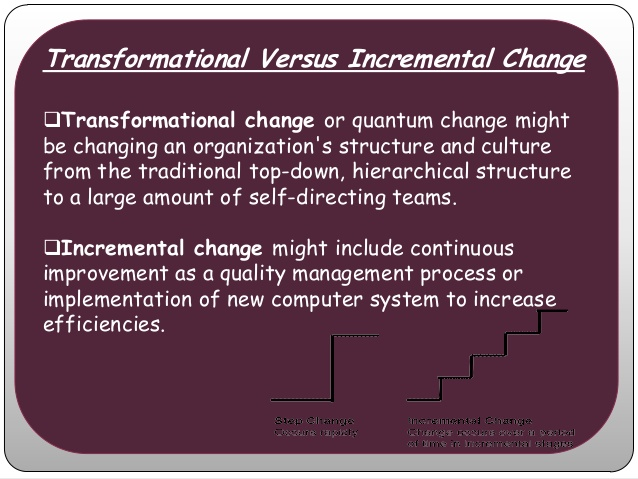 Transformational Versus Incremental Change
❑Transformational change or quantum change might
be changing an organization's structure and culture
from the traditional top-down, hierarchical structure
to a large amount of self-directing teams.
❑Incremental change might include continuous
improvement as a quality management process or
implementation of new computer system to increase
efficiencies.
Step Change
Occurs rapidly
Incremental Change
Change occurs over a period
of time in incremental stages